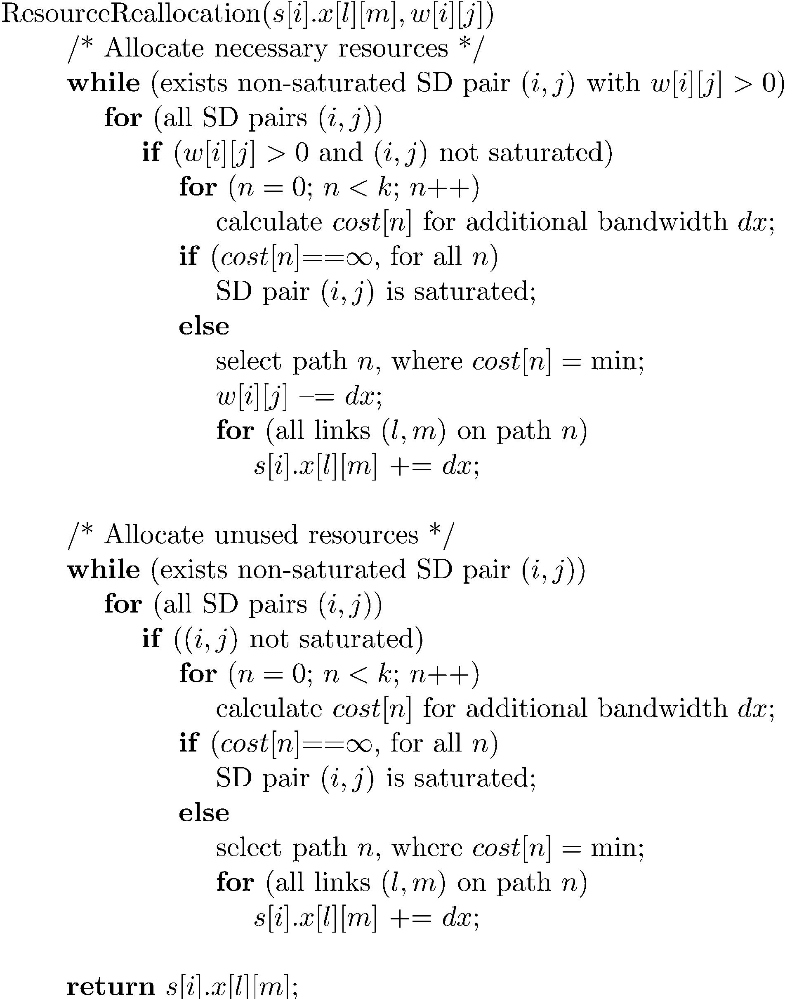 ResourceReallocation(s[i].x[l][m], w[i][j])
/* Allocate necessary resources */
while (exists non-saturated SD pair (i, j) with w[i][j] > 0)
for (all SD pairs (i, j))
if (w[i][j] > 0 and (i, j) not saturated)
for (n = 0; n < k; n++)
calculate cost[n] for additional bandwidth dx;
if (cost[n]==∞, for all n)
SD pair (i, j) is saturated;
else
select path n, where cost[n] = min;
w[i][j] –= dx;
for (all links (l, m) on path n)
s[i].x[l][m] += dx;
/* Allocate unused resources */
while (exists non-saturated SD pair (i, j))
for (all SD pairs (i, j))
if ((i, j) not saturated)
for (n = 0; n < k; n++)
calculate cost[n] for additional bandwidth dx;
if (cost[n]==∞, for all n)
SD pair (i, j) is saturated;
else
select path n, where cost[n] = min;
for (all links (l, m) on path n)
s[i].x[l][m] += dx;
return s[i].x[l][m];